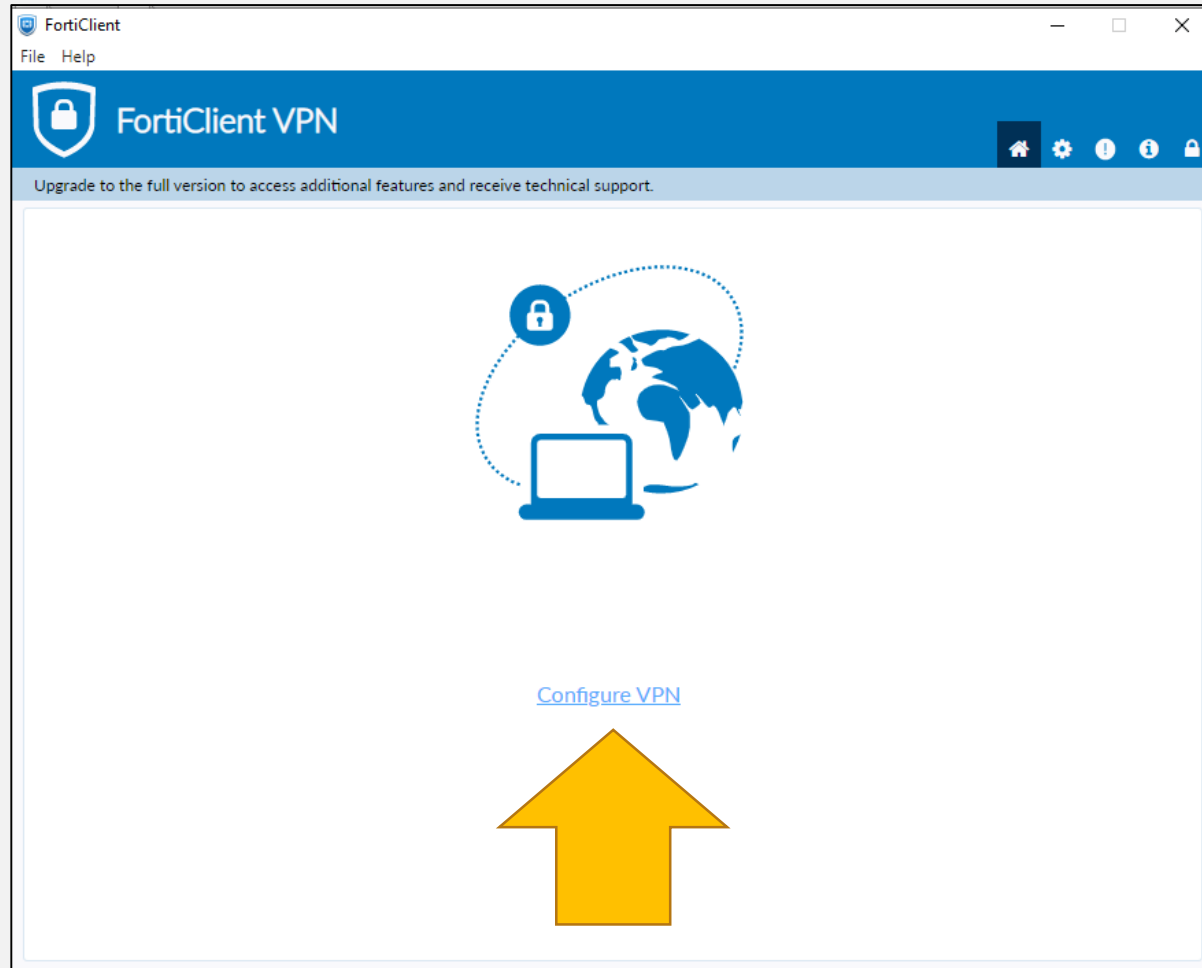 FortiClient
File Help
FortiClient VPN
Upgrade to the full version to access additional features and receive technical support.
Configure VPN